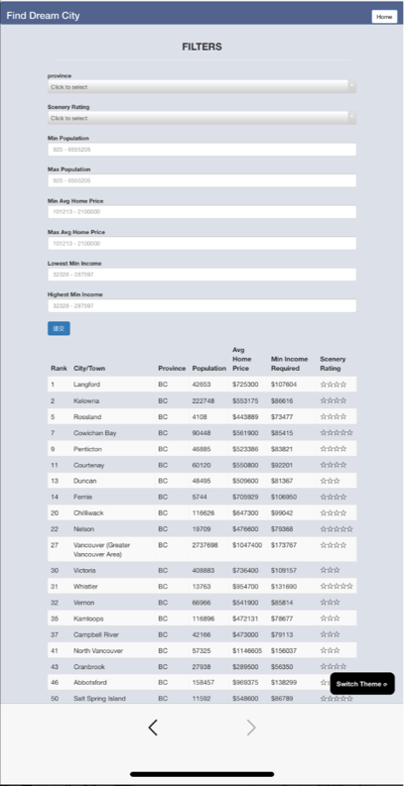 Find Dream City
Home
FILTERS
province
Click to select
Scenery Rating
Click to select
Min Population
925 - 6555205
Max Population
925 - 6555205
Min Avg Home Price
101213 - 2100000
Max Avg Home Price
101213 - 2100000
Lowest Min Income
32328 - 287597
Highest Min Income
32328 - 287597
提交
Rank City/Town Province Population Avg Home Price Min Income Required Scenery Rating
1 Langford BC 42653 $725300 $107604 ☆☆☆☆
2 Kelowna BC 222748 $553175 $86616 ☆☆☆☆
5 Rossland BC 4108 $443889 $73477 ☆☆☆☆
7 Cowichan Bay BC 90448 $561900 $85415 ☆☆☆☆☆
9 Penticton BC 46885 $523386 $83821 ☆☆☆☆
11 Courtenay BC 60120 $550800 $92201 ☆☆☆☆
13 Duncan BC 48495 $509600 $81367 ☆☆☆
14 Fernie BC 5744 $705929 $106950 ☆☆☆☆
20 Chilliwack BC 116626 $647300 $99042 ☆☆☆☆
22 Nelson BC 19709 $476600 $79368 ☆☆☆☆☆
27 Vancouver (Greater Vancouver Area) BC 2737698 $1047400 $173767 ☆☆☆☆
30 Victoria BC 408883 $736400 $109157 ☆☆☆
31 Whistler BC 13763 $954700 $131690 ☆☆☆☆☆
32 Vernon BC 66966 $541900 $85814 ☆☆☆
35 Kamloops BC 116896 $472131 $78677 ☆☆☆
37 Campbell River BC 42166 $473000 $79113 ☆☆☆
41 North Vancouver BC 57325 $1146605 $156037 ☆☆☆
43 Cranbrook BC 27938 $289500 $56350 ☆☆☆☆
46 Abbotsford BC 158457 $969375 $138299
50 Salt Spring Island BC 11592 $548600 $86789 ☆☆☆☆☆
Switch Theme